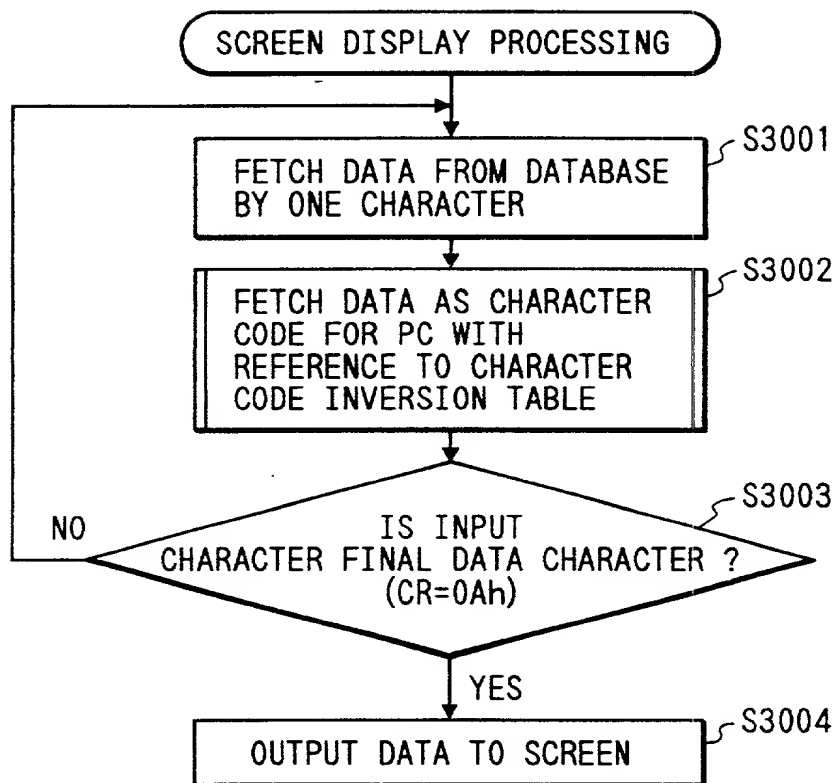 SCREEN DISPLAY PROCESSING
S3001
FETCH DATA FROM DATABASE
BY ONE CHARACTER
S3002
FETCH DATA AS CHARACTER
CODE FOR PC WITH
REFERENCE TO CHARACTER
CODE INVERSION TABLE
S3003
NO
IS INPUT
CHARACTER FINAL DATA CHARACTER ?
(CR=0Ah)
YES
S3004
OUTPUT DATA TO SCREEN